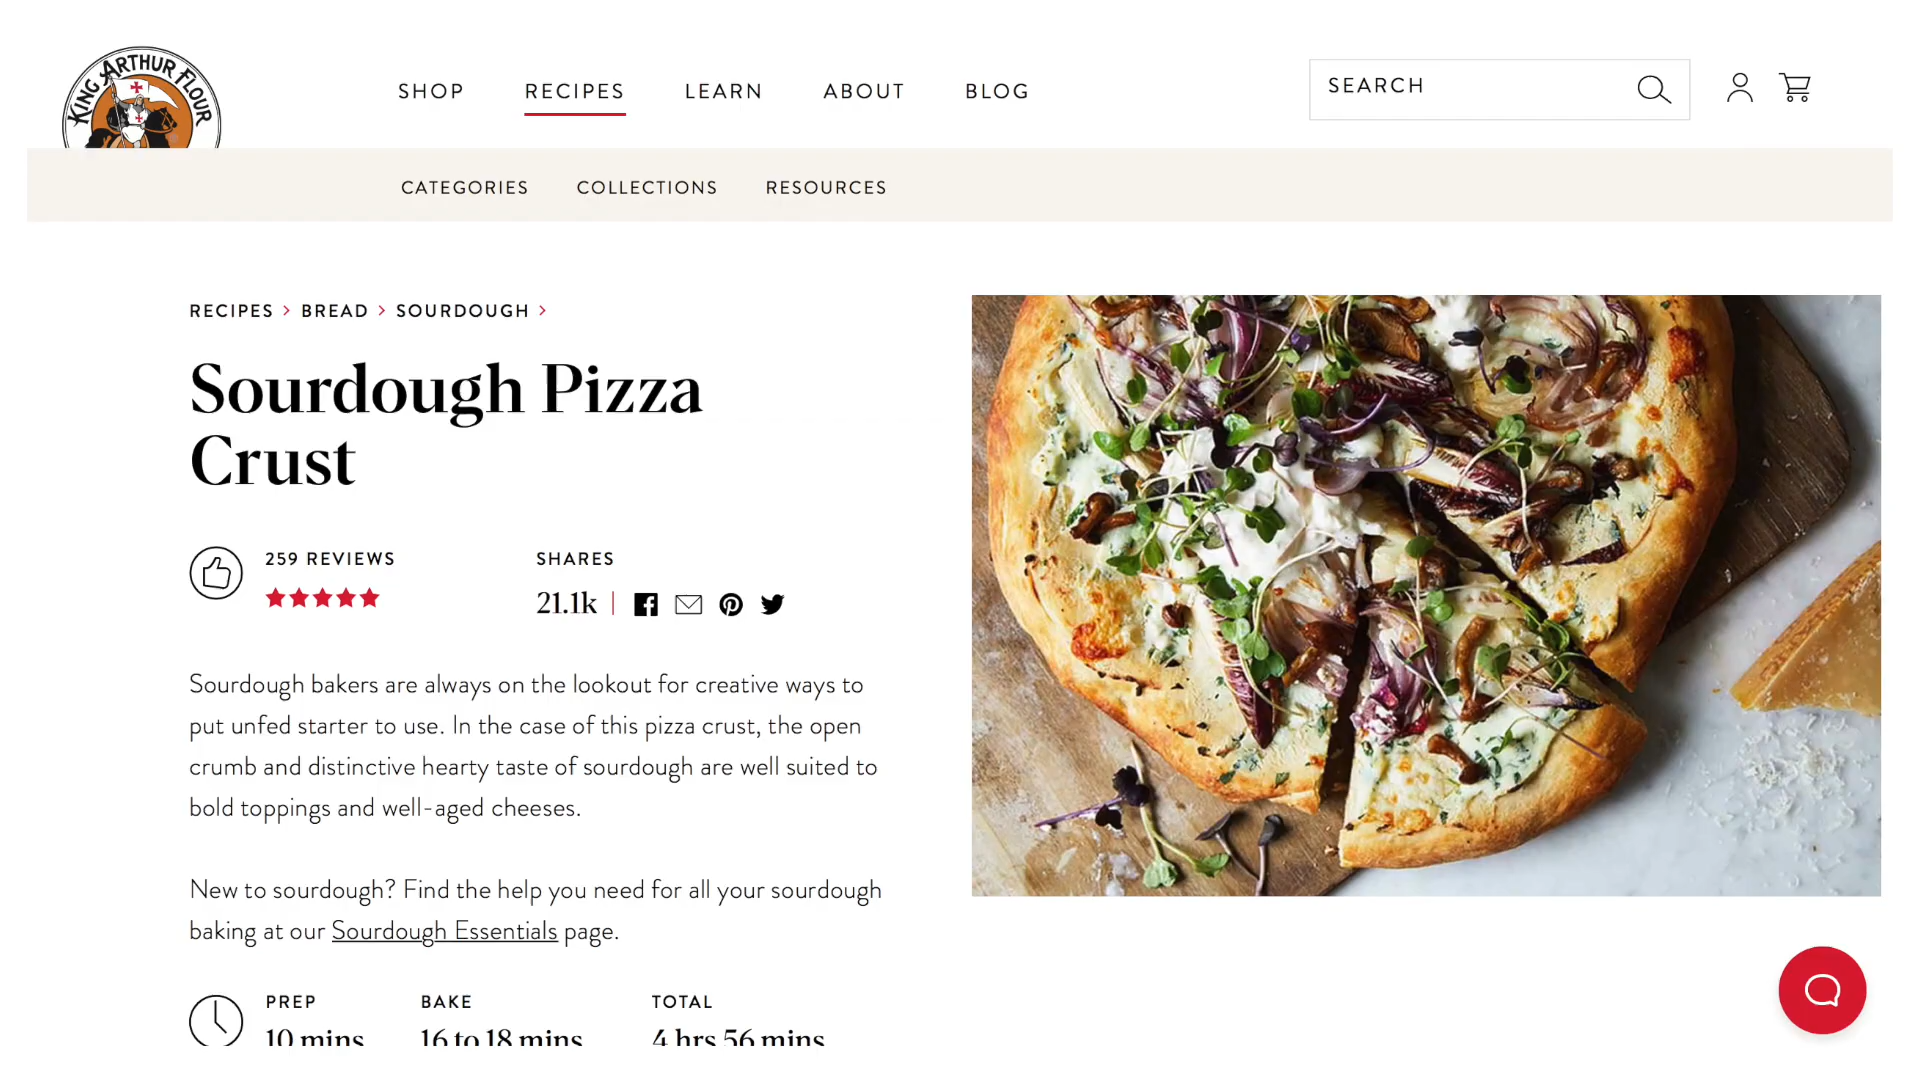 KING ARTHUR FLOUR
SHOP
RECIPES
LEARN
ABOUT
BLOG
SEARCH
CATEGORIES
COLLECTIONS
RESOURCES
RECIPES > BREAD > SOURDOUGH >
Sourdough Pizza
Crust
259 REVIEWS
SHARES
21.1k
Sourdough bakers are always on the lookout for creative ways to
put unfed starter to use. In the case of this pizza crust, the open
crumb and distinctive hearty taste of sourdough are well suited to
bold toppings and well-aged cheeses.
New to sourdough? Find the help you need for all your sourdough
baking at our Sourdough Essentials page.
PREP
10 mins
BAKE
16 to 18 mins
TOTAL
4 hrs 56 mins